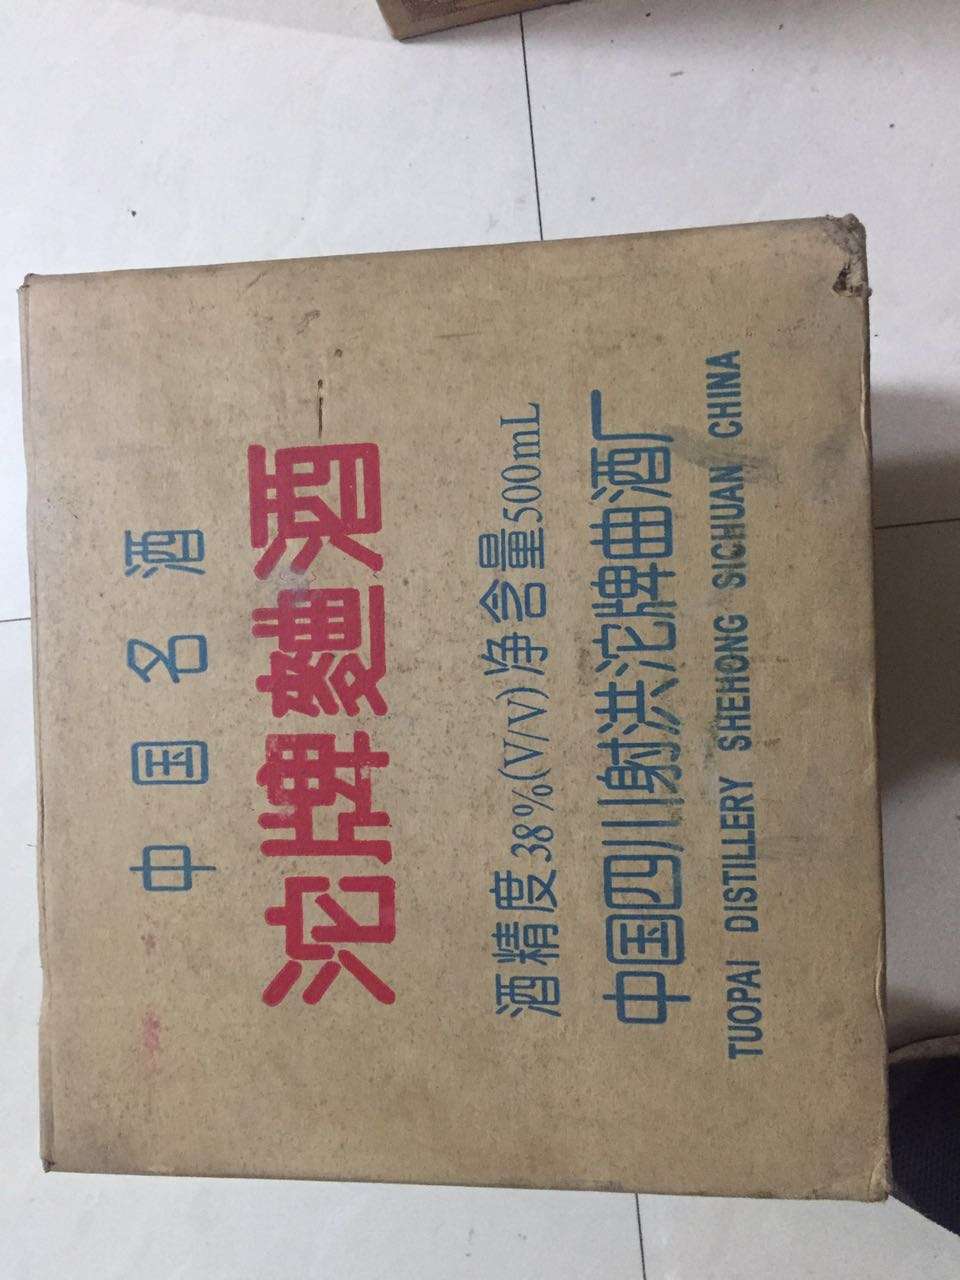 中国名酒
沱牌麯酒
酒精度38%(V/V)净含量500mL
中国四川射洪沱牌曲酒厂
TUOPAI DISTILLERY SHEHONG SICHUAN CHINA